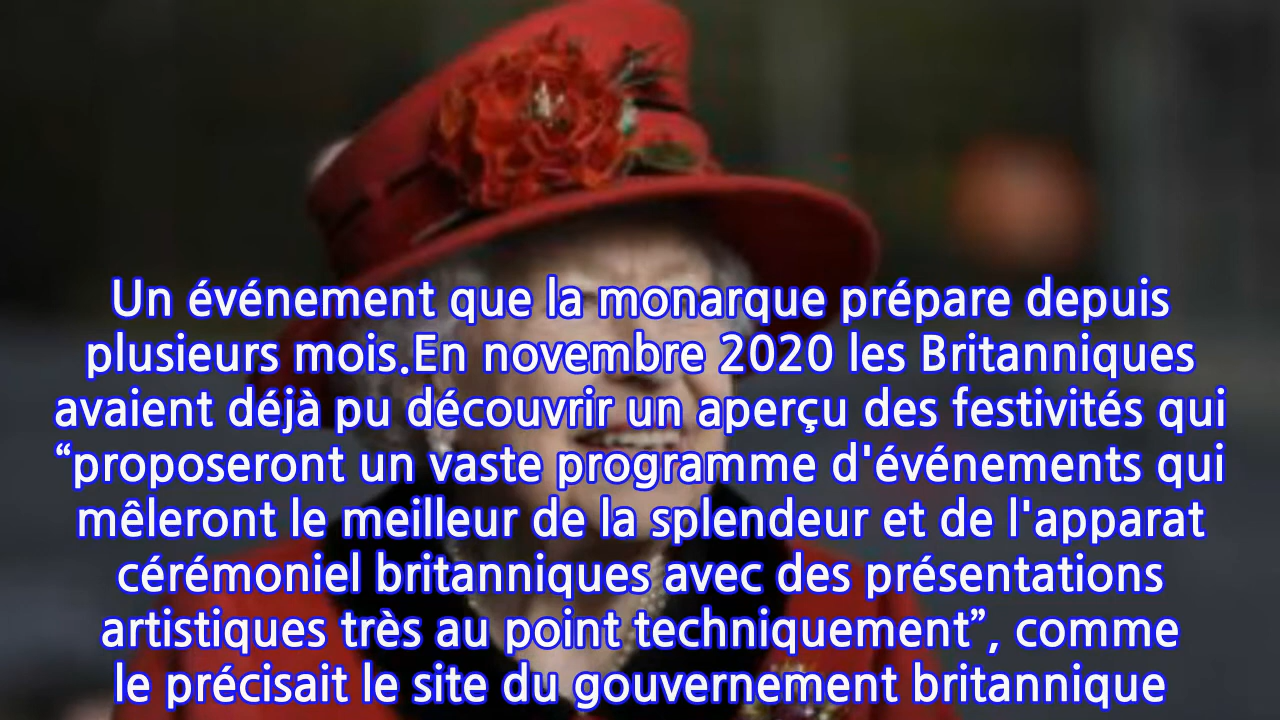 Un événement que la monarque prépare depuis
plusieurs mois.En novembre 2020 les Britanniques
avaient déjà pu découvrir un aperçu des festivités qui
“proposeront un vaste programme d'événements qui
mêleront le meilleur de la splendeur et de l'apparat
cérémoniel britanniques avec des présentations
artistiques très au point techniquement”, comme
le précisait le site du gouvernement britannique